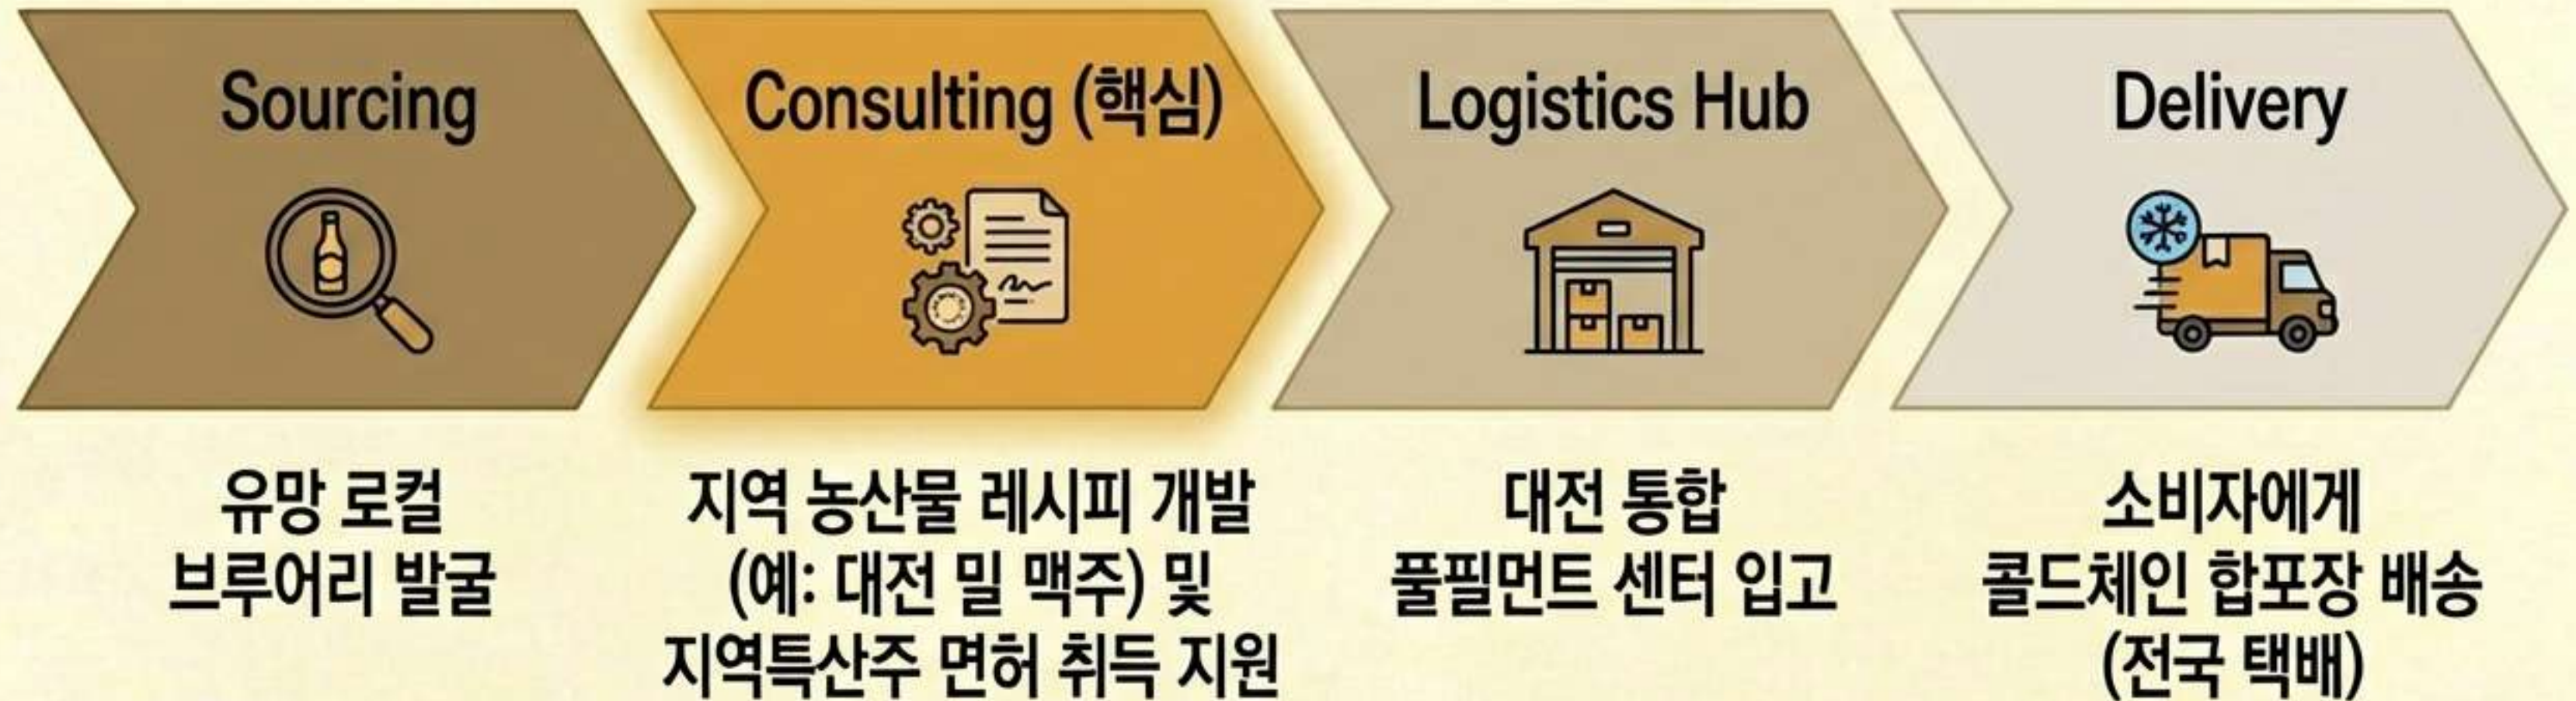 Sourcing
유망 로컬
브루어리 발굴
Consulting (핵심)
지역 농산물 레시피 개발
(예: 대전 밀 맥주) 및
지역특산주 면허 취득 지원
Logistics Hub
대전 통합
풀필먼트 센터 입고
Delivery
소비자에게
콜드체인 합포장 배송
(전국 택배)